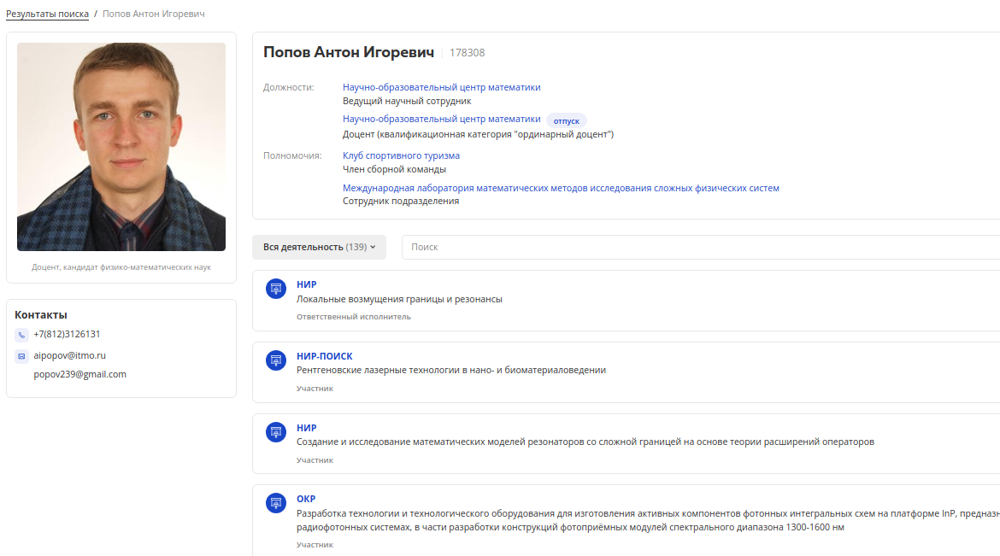 Результаты поиска / Попов Антон Игоревич
Доцент, кандидат физико-математических наук
Контакты
+7(812)3126131
aipopov@itmo.ru
popov239@gmail.com
Попов Антон Игоревич 178308
Должности:
Научно-образовательный центр математики
Ведущий научный сотрудник
Научно-образовательный центр математики отпуск
Доцент (квалификационная категория "ординарный доцент")
Полномочия:
Клуб спортивного туризма
Член сборной команды
Международная лаборатория математических методов исследования сложных физических систем
Сотрудник подразделения
Вся деятельность (139)
Поиск
НИР
Локальные возмущения границы и резонансы
Ответственный исполнитель
НИР-ПОИСК
Рентгеновские лазерные технологии в нано- и биоматериаловедении
Участник
НИР
Создание и исследование математических моделей резонаторов со сложной границей на основе теории расширений операторов
Участник
ОКР
Разработка технологии и технологического оборудования для изготовления активных компонентов фотонных интегральных схем на платформе InP, предназн
радиофотонных системах, в части разработки конструкций фотоприёмных модулей спектрального диапазона 1300-1600 нм
Участник